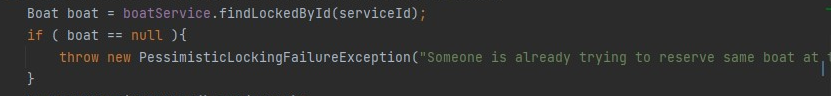 Boat boat = boatService.findLockedById(serviceId);
if ( boat == null ){
throw new PessimisticLockingFailureException("Someone is already trying to reserve same boat at
}